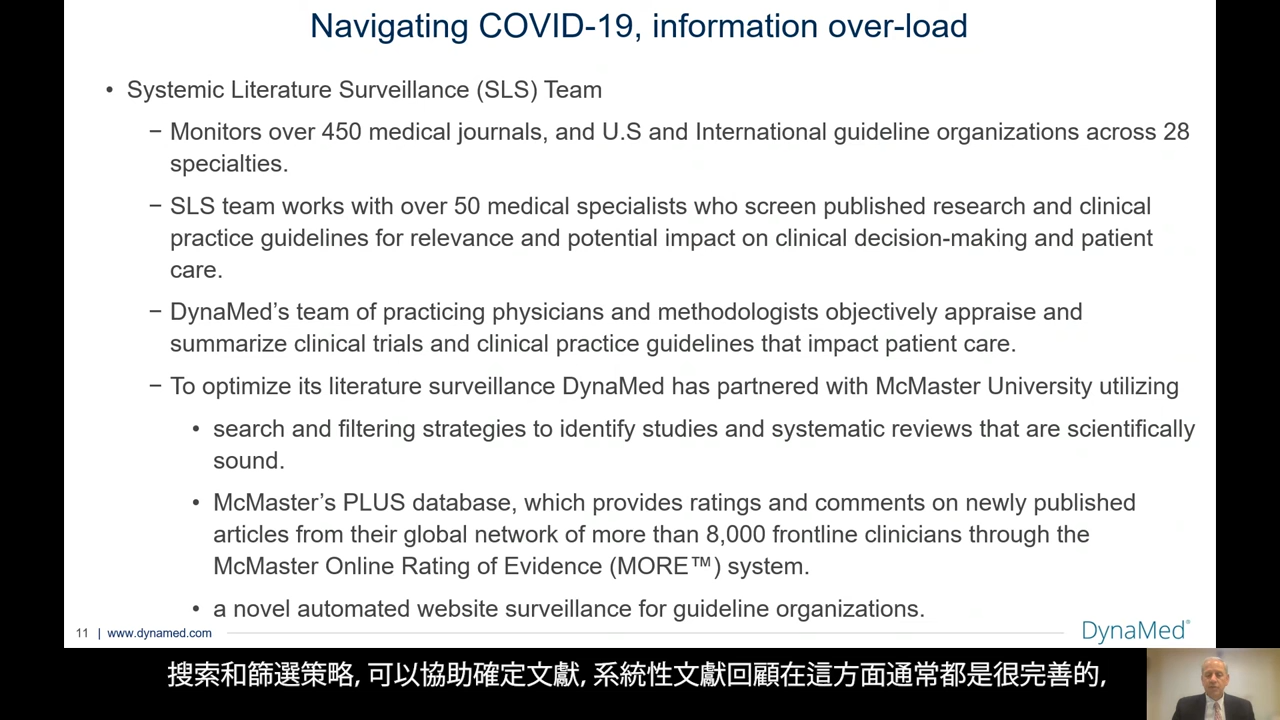 Navigating COVID-19, information over-load
• Systemic Literature Surveillance (SLS) Team
− Monitors over 450 medical journals, and U.S and International guideline organizations across 28
specialties.
− SLS team works with over 50 medical specialists who screen published research and clinical
practice guidelines for relevance and potential impact on clinical decision-making and patient
care.
− DynaMed’s team of practicing physicians and methodologists objectively appraise and
summarize clinical trials and clinical practice guidelines that impact patient care.
− To optimize its literature surveillance DynaMed has partnered with McMaster University utilizing
• search and filtering strategies to identify studies and systematic reviews that are scientifically
sound.
• McMaster’s PLUS database, which provides ratings and comments on newly published
articles from their global network of more than 8,000 frontline clinicians through the
McMaster Online Rating of Evidence (MORE™) system.
• a novel automated website surveillance for guideline organizations.
11 | www.dynamed.com
DynaMed®
搜索和篩選策略, 可以協助確定文獻, 系統性文獻回顧在這方面通常都是很完善的,